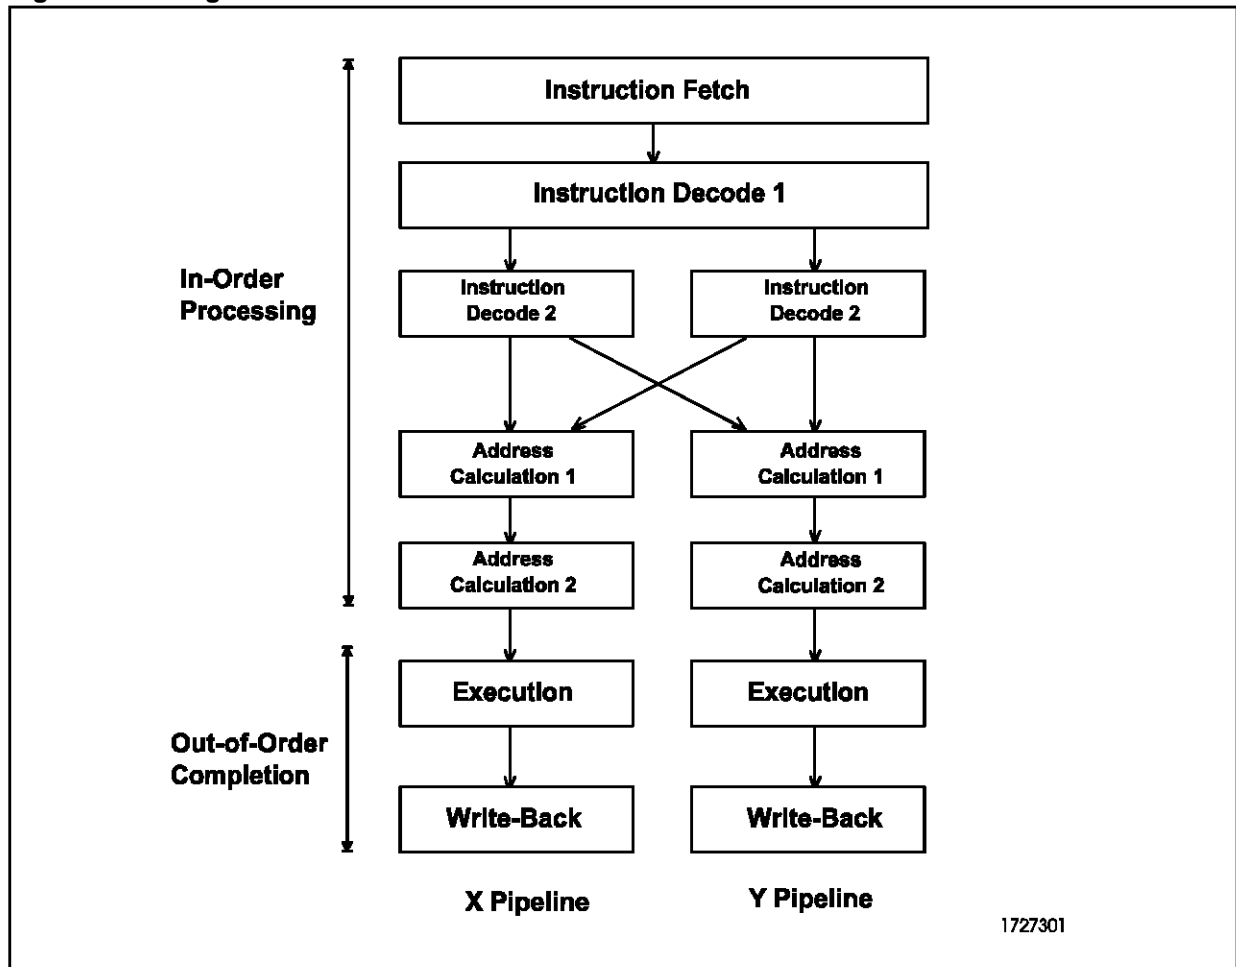 Instruction Fetch
Instruction Decode 1
In-Order
Processing
Instruction
Decode 2
Instruction
Decode 2
Address
Calculation 1
Address
Calculation 1
Address
Calculation 2
Address
Calculation 2
Out-of-Order
Completion
Execution
Execution
Write-Back
Write-Back
X Pipeline
Y Pipeline
1727301